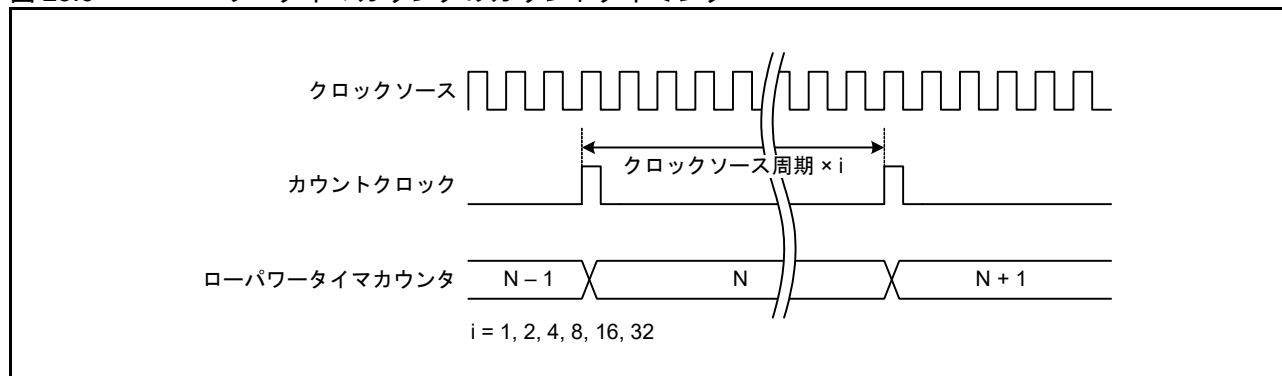 クロックソース
クロックソース周期 × i
カウントクロック
ローパワータイマカウンタ
N – 1
N
N + 1
i = 1, 2, 4, 8, 16, 32